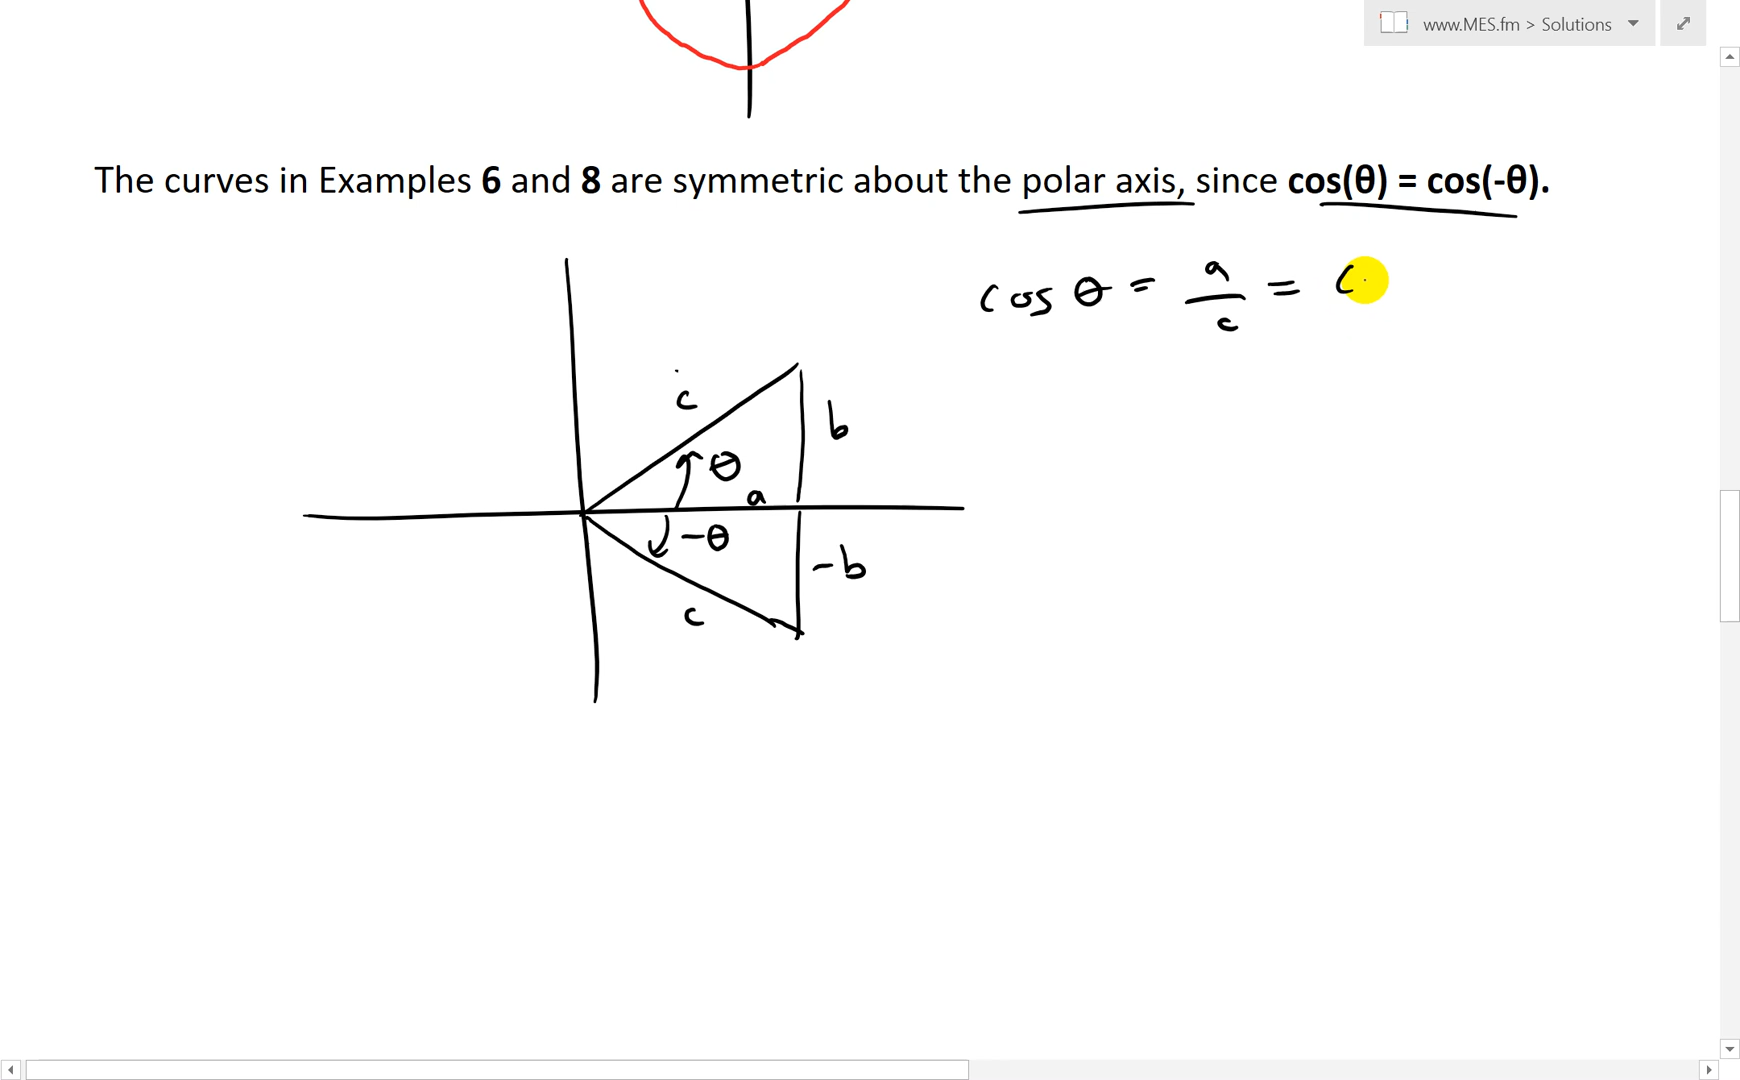 www.MES.fm > Solutions
The curves in Examples 6 and 8 are symmetric about the polar axis, since cos(θ) = cos(-θ).
cos θ = a/c = c
c
b
θ
a
-θ
-b
c